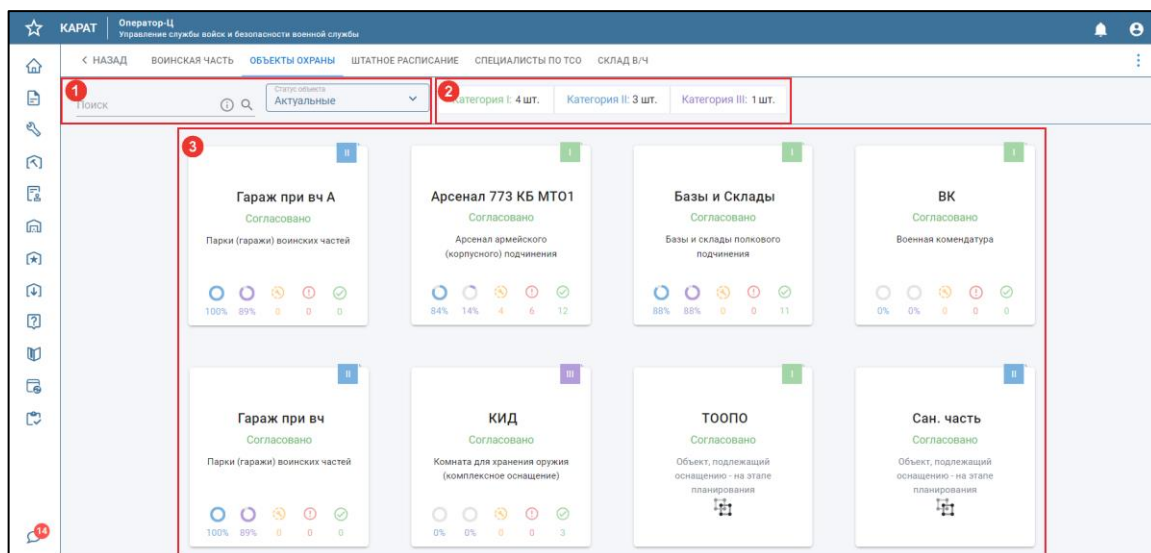 КАРАТ
Оператор-Ц
Управление службы войск и безопасности военной службы
< НАЗАД ВОИНСКАЯ ЧАСТЬ ОБЪЕКТЫ ОХРАНЫ ШТАТНОЕ РАСПИСАНИЕ СПЕЦИАЛИСТЫ ПО ТСО СКЛАД В/Ч
1
Поиск
Статус объекта
Актуальные
2
Категория I: 4 шт. Категория II: 3 шт. Категория III: 1 шт.
3
II I I I
Гараж при вч А Арсенал 773 КБ МТО1 Базы и Склады ВК
Согласовано Согласовано Согласовано Согласовано
Парки (гаражи) воинских частей Арсенал армейского Базы и склады полкового Военная комендатура
(корпусного) подчинения подчинения
100% 89% 0 0 0 84% 14% 4 6 12 88% 88% 0 0 11 0% 0% 0 0 0
II III I II
Гараж при вч КИД ТООПО Сан. часть
Согласовано Согласовано Согласовано Согласовано
Парки (гаражи) воинских частей Комната для хранения оружия Объект, подлежащий Объект, подлежащий
(комплексное оснащение) оснащению - на этапе оснащению - на этапе
планирования планирования
100% 89% 0 0 0 0% 0% 0 0 3
14